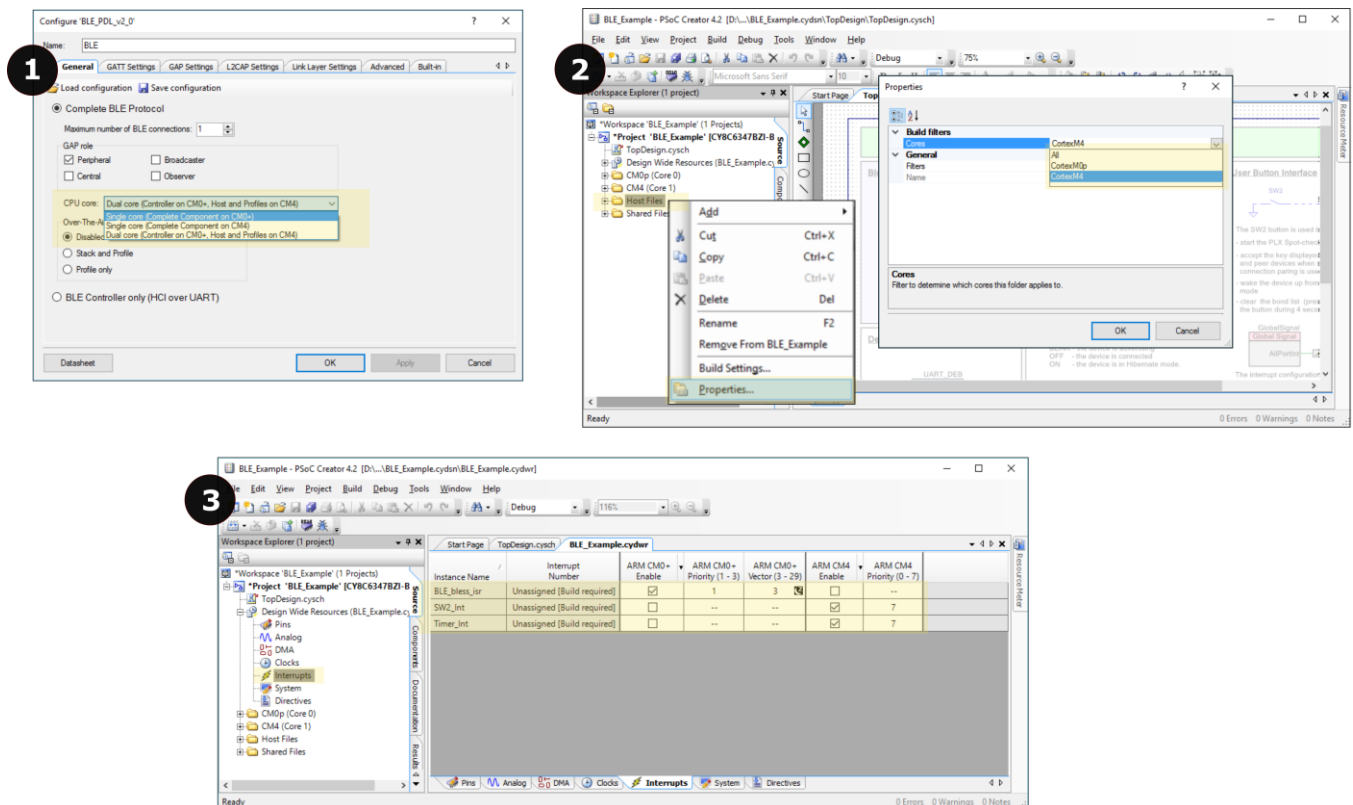 Configure 'BLE_PDL_v2_0'
? X
1
Name: BLE
General GATT Settings GAP Settings L2CAP Settings Link Layer Settings Advanced Built-in
Load configuration Save configuration
Complete BLE Protocol
Maximum number of BLE connections: 1
GAP role
Peripheral Broadcaster
Central Observer
CPU core: Dual core (Controller on CM0+, Host and Profiles on CM4)
Single core (Complete Component on CM0+)
Single core (Complete Component on CM4)
Dual core (Controller on CM0+, Host and Profiles on CM4)
Disabled
Stack and Profile
Profile only
BLE Controller only (HCI over UART)
Datasheet OK Apply Cancel
2
BLE_Example - PSoC Creator 4.2 [D:\...\BLE_Example.cydsn\TopDesign\TopDesign.cysch]
File Edit View Project Build Debug Tools Window Help
Debug 75%
Microsoft Sans Serif 10
Workspace Explorer (1 project)
Start Page
*Workspace 'BLE_Example' (1 Projects)
*Project 'BLE_Example' [CY8C6347BZI-B
TopDesign.cysch
Design Wide Resources (BLE_Example.cy
CM0p (Core 0)
CM4 (Core 1)
Host Files
Shared Files
Source
Add
Cut Ctrl+X
Copy Ctrl+C
Paste Ctrl+V
Delete Del
Rename F2
Remove From BLE_Example
Build Settings...
Properties...
Properties
? X
Build filters
Cores CortexM4
General All
Filters CortexM0p
Name CortexM4
Cores
Filter to determine which cores this folder applies to.
OK Cancel
Resource Meter
User Button Interface
SW2
The SW2 button is used
- start the PLX Spot-check
- accept the key displayed
and peer devices when
connection paring is
- wake the device up from
mode
- clear the bond list
the button during 4
GlobalSignal
Global Signal
The interrupt configuration
OFF - the device is connected
ON - the device is in Hibernate mode.
UART_DEB
Ready 0 Errors 0 Warnings 0 Notes
3
BLE_Example - PSoC Creator 4.2 [D:\...\BLE_Example.cydsn\BLE_Example.cydwr]
Edit View Project Build Debug Tools Window Help
Debug 116%
Workspace Explorer (1 project)
Start Page TopDesign.cysch BLE_Example.cydwr
*Workspace 'BLE_Example' (1 Projects)
*Project 'BLE_Example' [CY8C6347BZI-B
TopDesign.cysch
Design Wide Resources (BLE_Example.cy
Pins
Analog
DMA
Clocks
Interrupts
System
Directives
CM0p (Core 0)
CM4 (Core 1)
Host Files
Shared Files
Source
Components
Documentation
Results
Instance Name Interrupt Number ARM CM0+ Enable ARM CM0+ Priority (1 - 3) ARM CM0+ Vector (3 - 29) ARM CM4 Enable ARM CM4 Priority (0 - 7)
BLE_bless_isr Unassigned [Build required] 1 3 --
SW2_Int Unassigned [Build required] -- -- 7
Timer_Int Unassigned [Build required] -- -- 7
Resource Meter
Pins Analog DMA Clocks Interrupts System Directives
Ready 0 Errors 0 Warnings 0 Notes